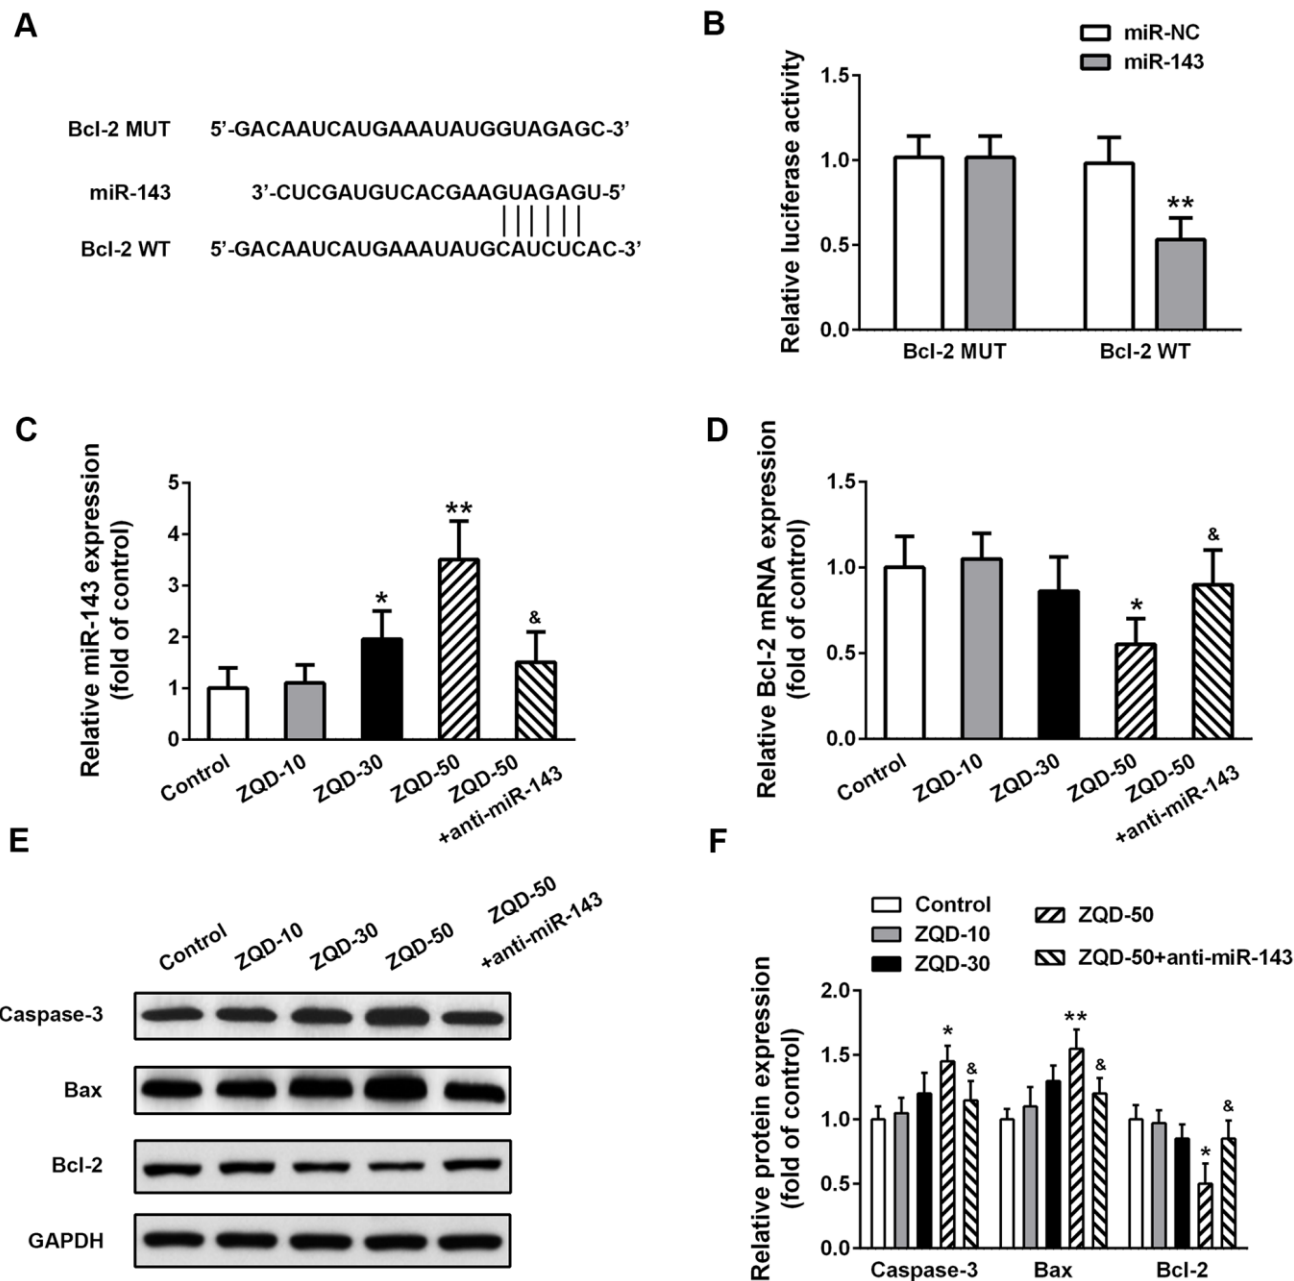 A
Bcl-2 MUT 5’-GACAAUCAUGAAAUAUGGUAGAGC-3’
miR-143 3’-CUCGAUGUCACGAAGUAGAGU-5’
Bcl-2 WT 5’-GACAAUCAUGAAAUAUGCAUCUCAC-3’
B
miR-NC
miR-143
Relative luciferase activity
1.5
1.0
0.5
0.0
**
Bcl-2 MUT Bcl-2 WT
C
Relative miR-143 expression
(fold of control)
5
4
3
2
1
0
* ** &
Control ZQD-10 ZQD-30 ZQD-50 ZQD-50
+anti-miR-143
D
Relative Bcl-2 mRNA expression
(fold of control)
1.5
1.0
0.5
0.0
* &
Control ZQD-10 ZQD-30 ZQD-50 ZQD-50
+anti-miR-143
E
Control ZQD-10 ZQD-30 ZQD-50 ZQD-50
+anti-miR-143
Caspase-3
Bax
Bcl-2
GAPDH
F
Control
ZQD-10
ZQD-30
ZQD-50
ZQD-50+anti-miR-143
Relative protein expression
(fold of control)
2.0
1.5
1.0
0.5
0.0
* & ** & * &
Caspase-3 Bax Bcl-2